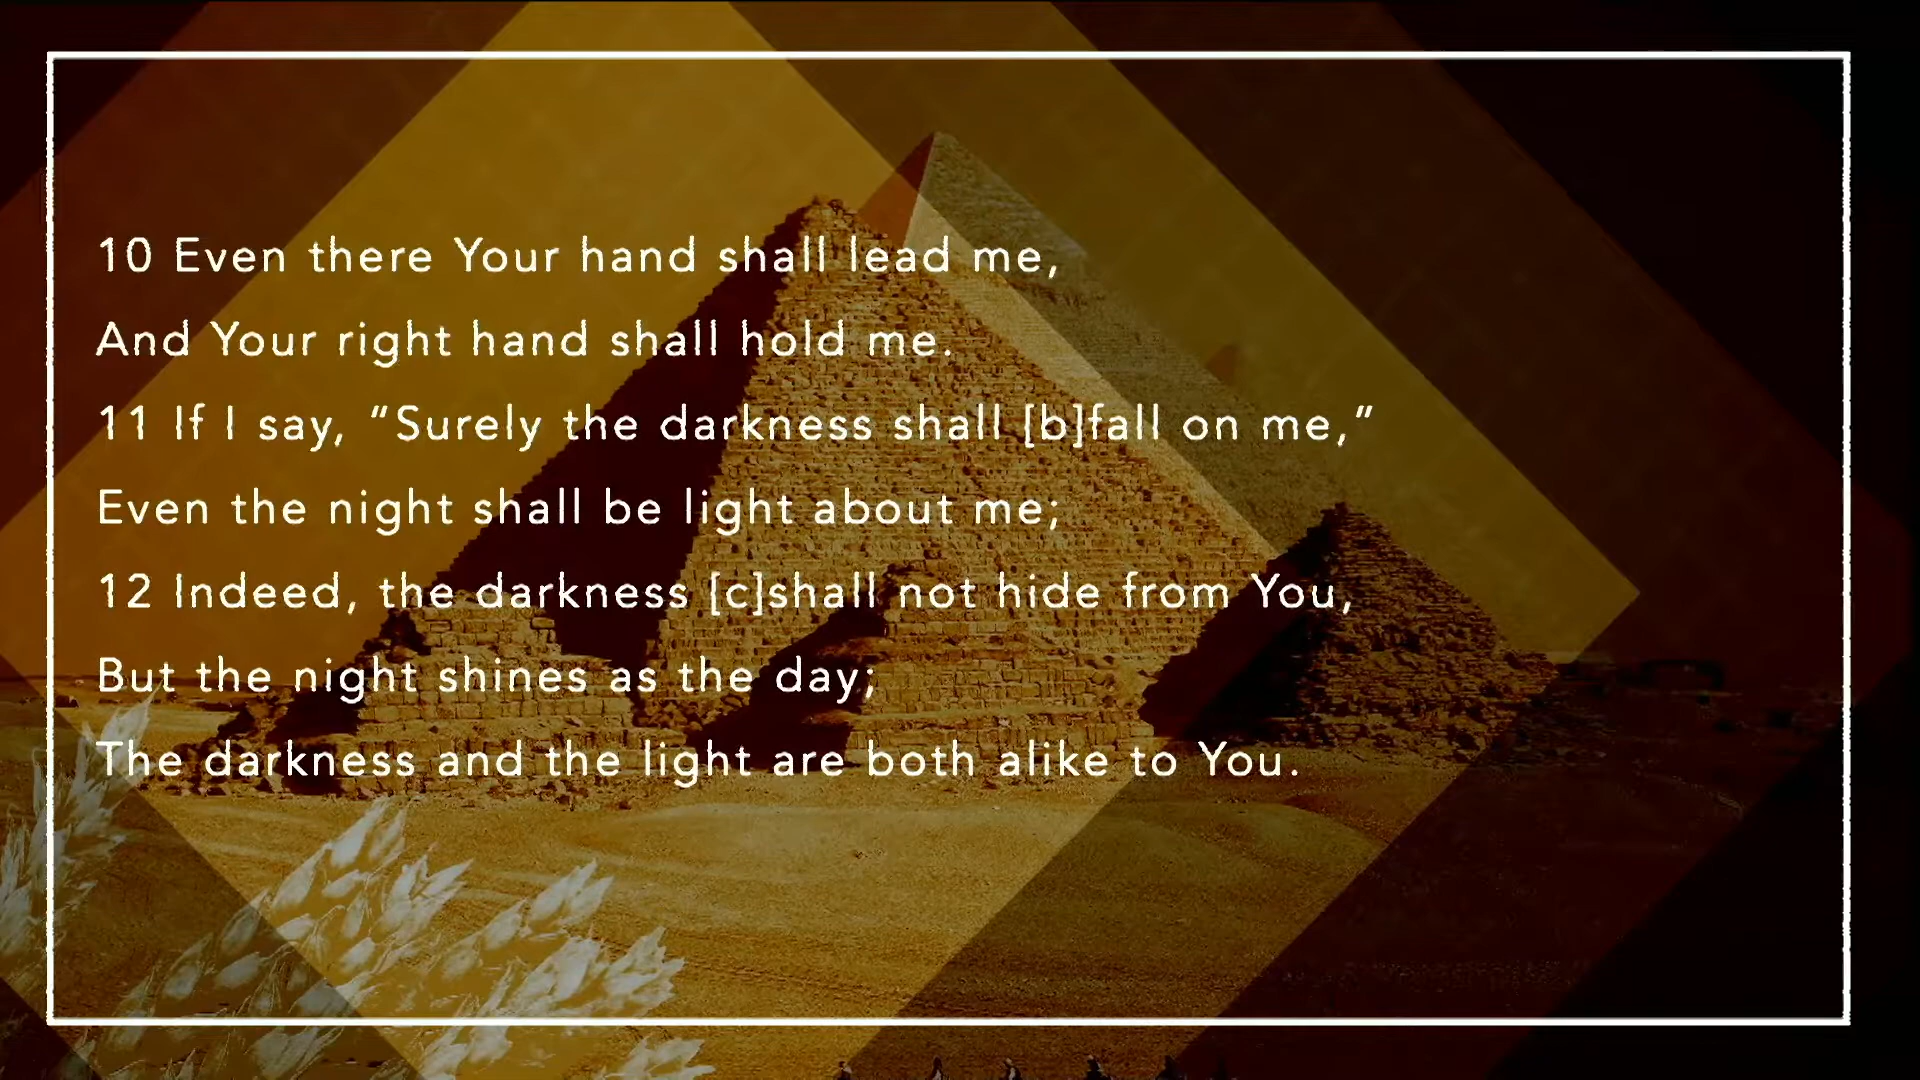 10 Even there Your hand shall lead me,
And Your right hand shall hold me.
11 If I say, “Surely the darkness shall [b]fall on me,”
Even the night shall be light about me;
12 Indeed, the darkness [c]shall not hide from You,
But the night shines as the day;
The darkness and the light are both alike to You.